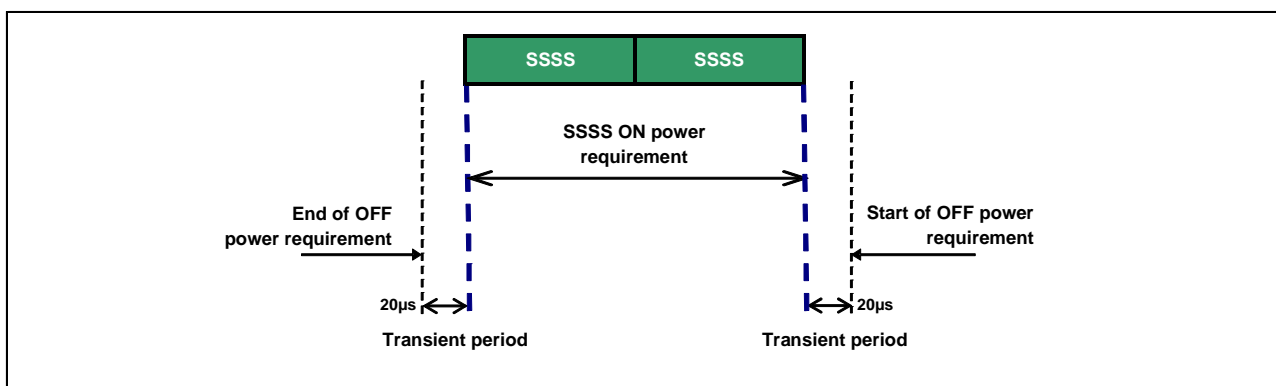 SSSS SSSS
SSSS ON power
requirement
End of OFF
power requirement
Start of OFF power
requirement
20µs
20µs
Transient period
Transient period